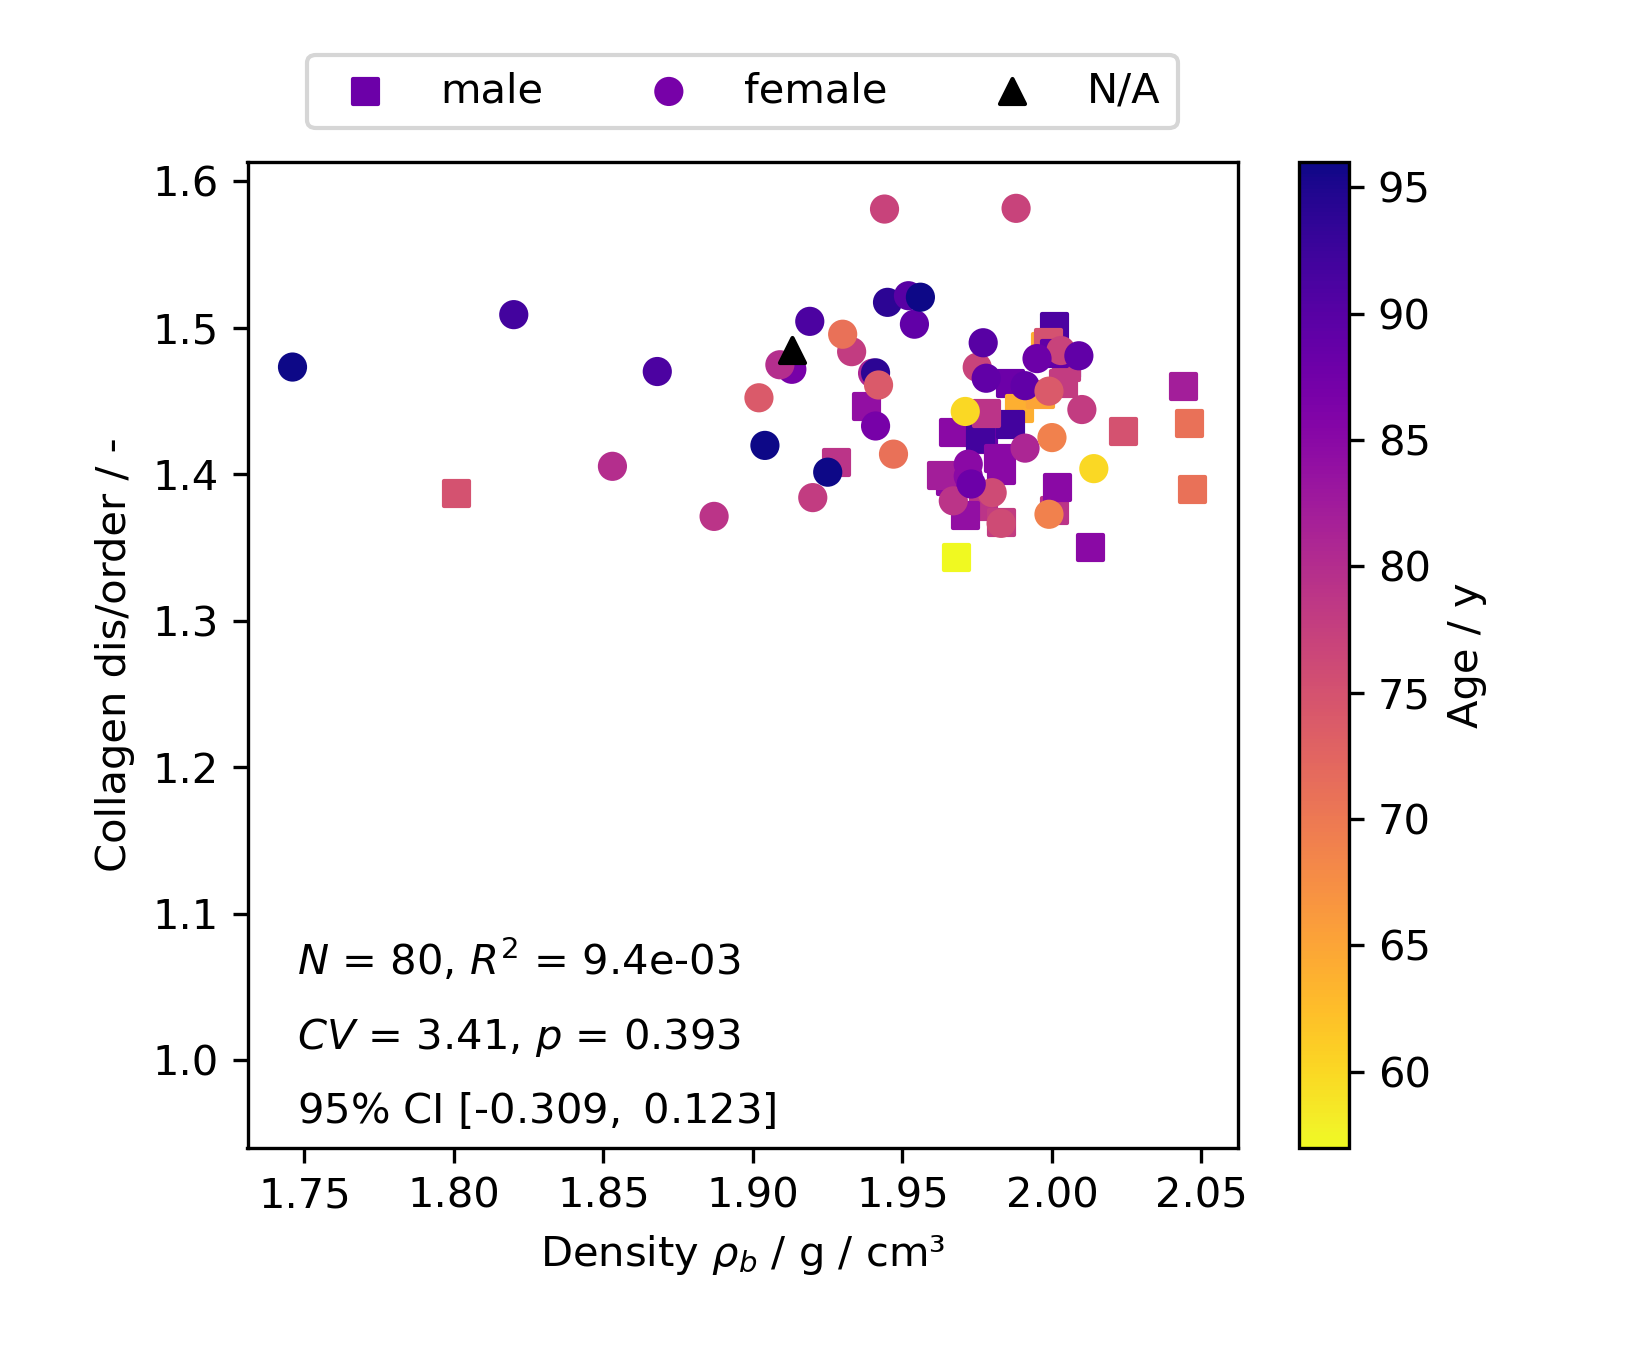 male female N/A
1.6
1.5
1.4
1.3
1.2
1.1
1.0
Collagen dis/order / -
N = 80, R² = 9.4e-03
CV = 3.41, p = 0.393
95% CI [-0.309, 0.123]
1.75 1.80 1.85 1.90 1.95 2.00 2.05
Density ρb / g / cm³
95
90
85
80
75
70
65
60
Age / y